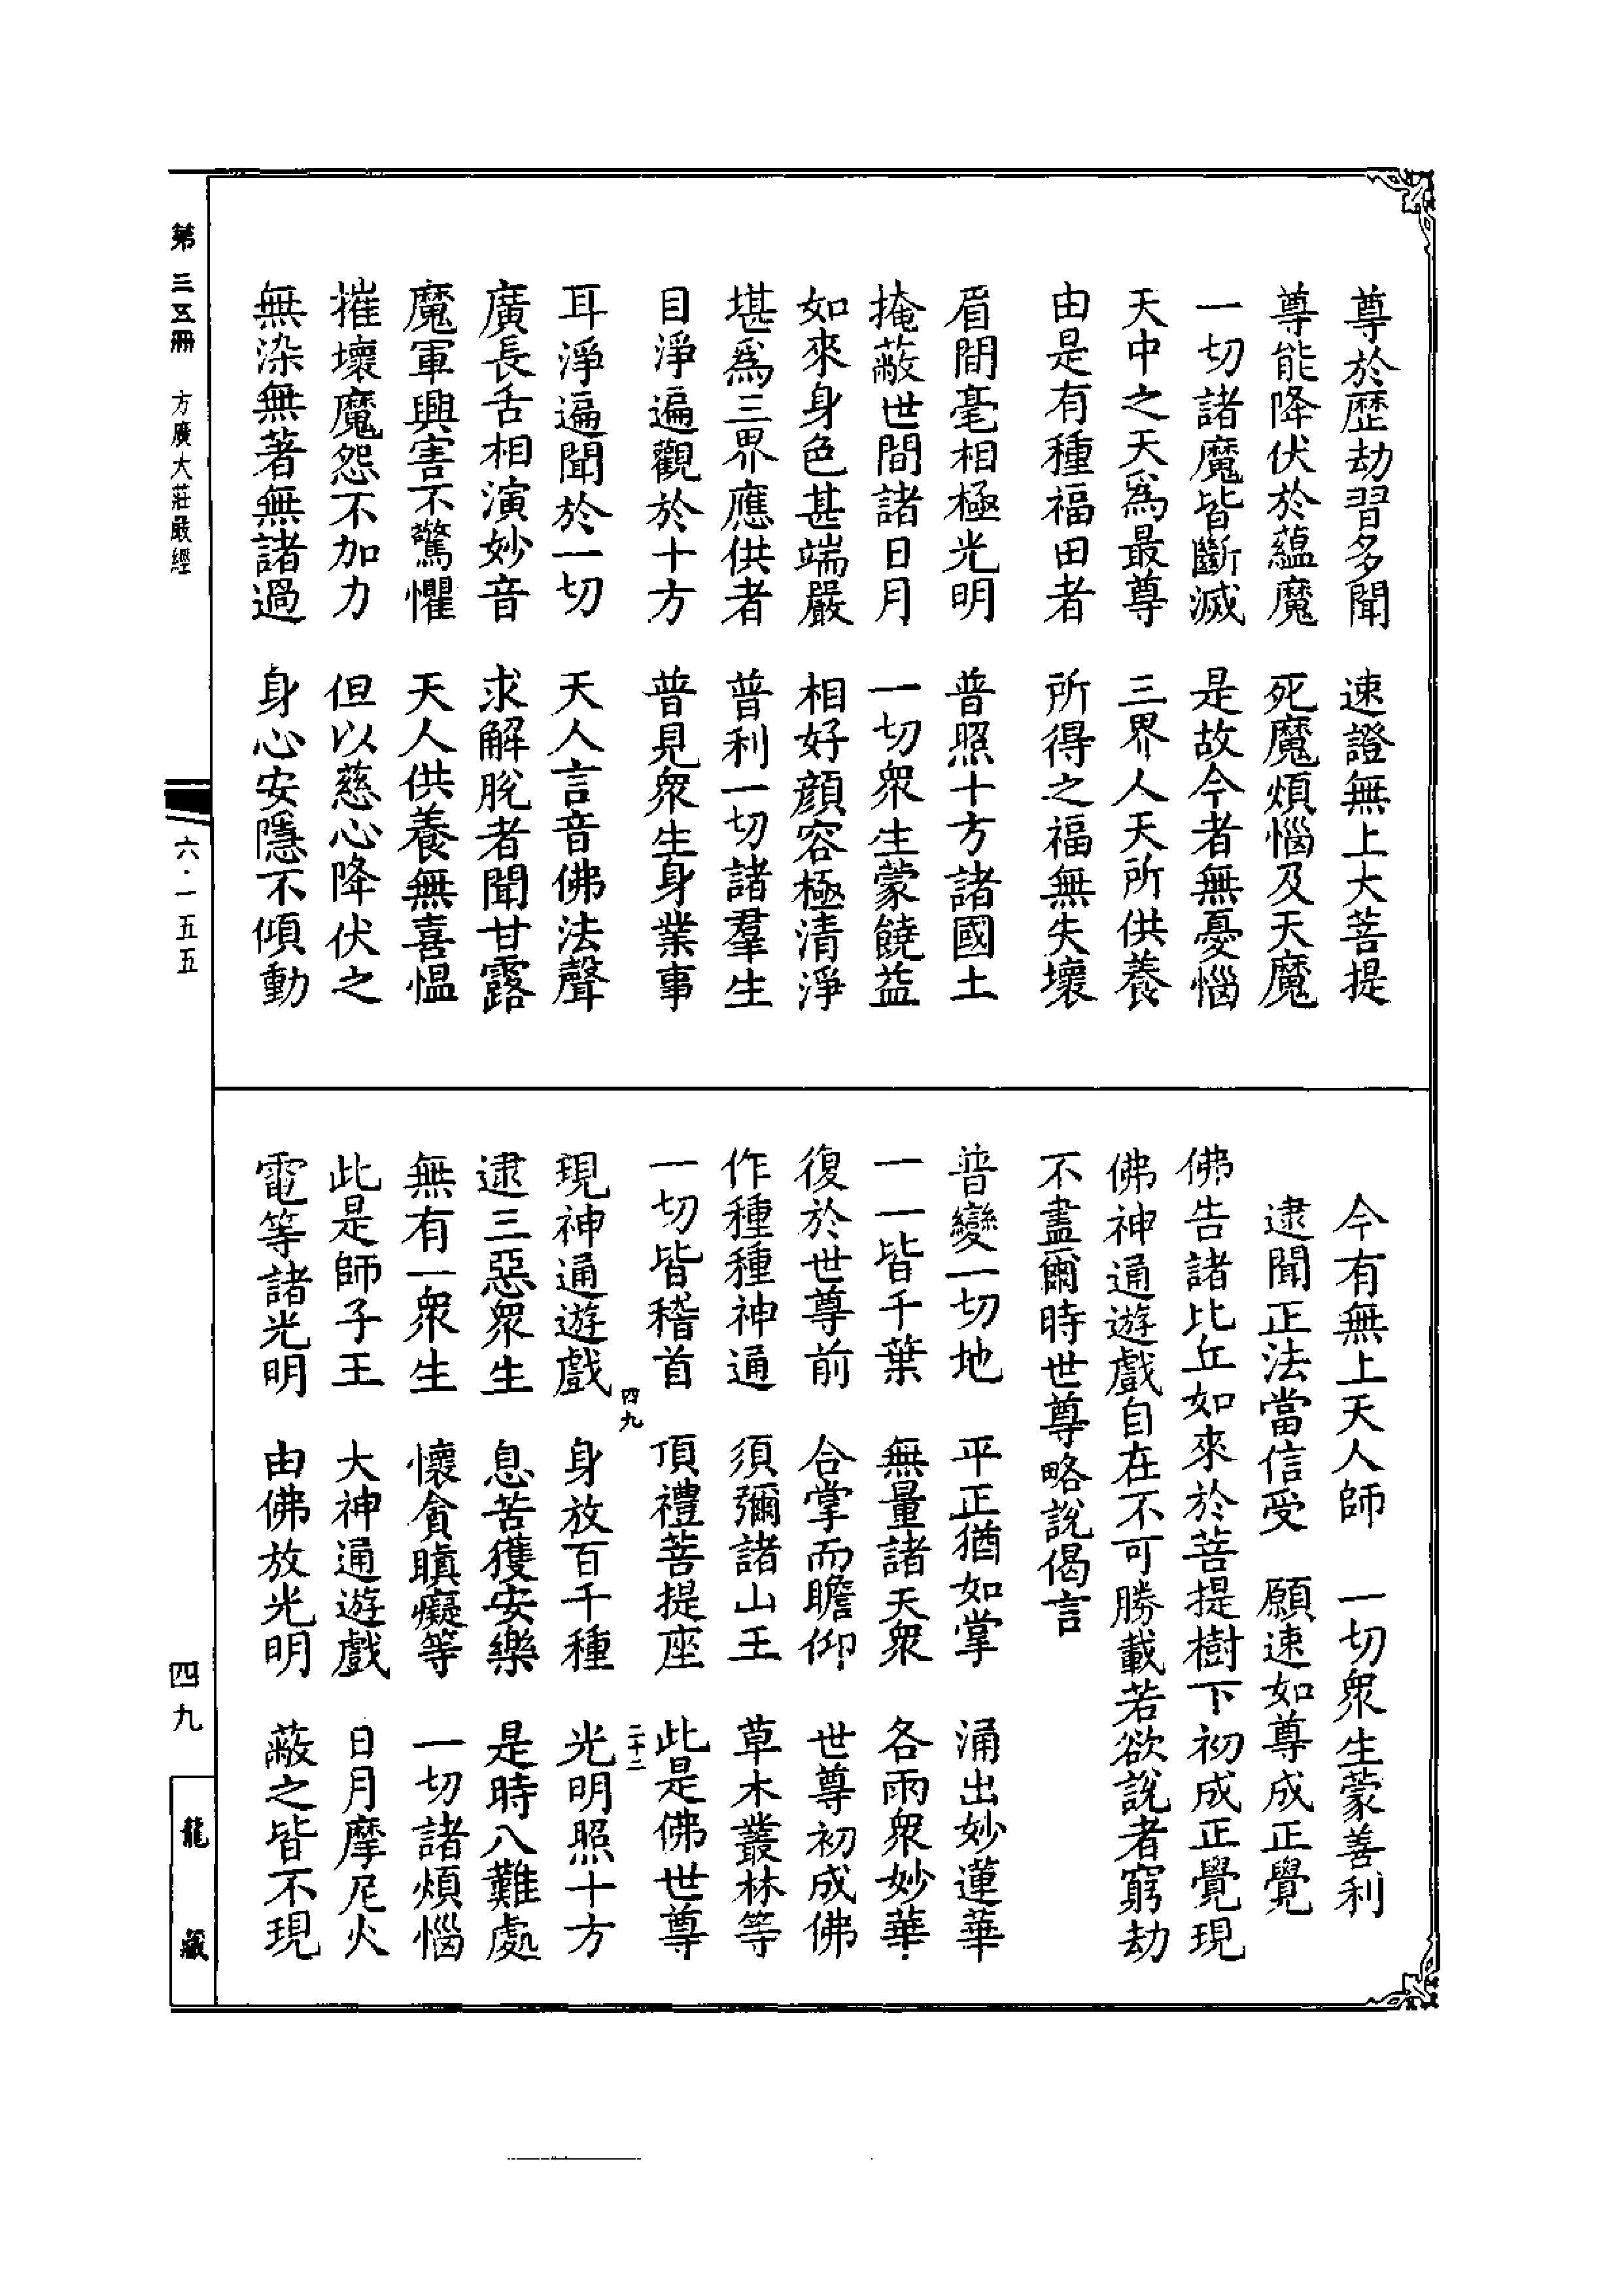 尊於歷劫習多聞　速證無上大菩提
尊能降伏於蘊魔　死魔煩惱及天魔
一切諸魔皆斷滅　是故今者無憂惱
天中之天爲最尊　三界人天所供養
由是有種福田者　所得之福無失壞
眉間毫相極光明　普照十方諸國土
掩蔽世間諸日月　一切衆生蒙饒益
如來身色甚端嚴　相好顏容極清淨
堪爲三界應供者　普利一切諸羣生
目淨遍觀於十方　普見衆生身業事
耳淨遍聞於一切　天人言音佛法聲
廣長舌相演妙音　求解脫者聞甘露
魔軍興害不驚懼　天人供養無喜慍
摧壞魔怨不加力　但以慈心降伏之
無染無著無諸過　身心安隱不傾動
今有無上天人師　一切衆生蒙善利
逮聞正法當信受　願速如尊成正覺
佛告諸比丘如來於菩提樹下初成正覺現
佛神通遊戲自在不可勝載若欲說者窮劫
不盡爾時世尊略說偈言
普變一切地　平正猶如掌　涌出妙蓮華
一一皆千葉　無量諸天衆　各雨衆妙華
復於世尊前　合掌而瞻仰　世尊初成佛
作種種神通　須彌諸山王　草木叢林等
一切皆稽首　頂禮菩提座　此是佛世尊
四九　二十二
現神通遊戲　身放百千種　光明照十方
逮三惡衆生　息苦獲安樂　是時八難處
無有一衆生　懷貪瞋癡等　一切諸煩惱
此是師子王　大神通遊戲　日月摩尼火
電等諸光明　由佛放光明　蔽之皆不現
第三五冊　方廣大莊嚴經
六·一五五
四九
龍藏